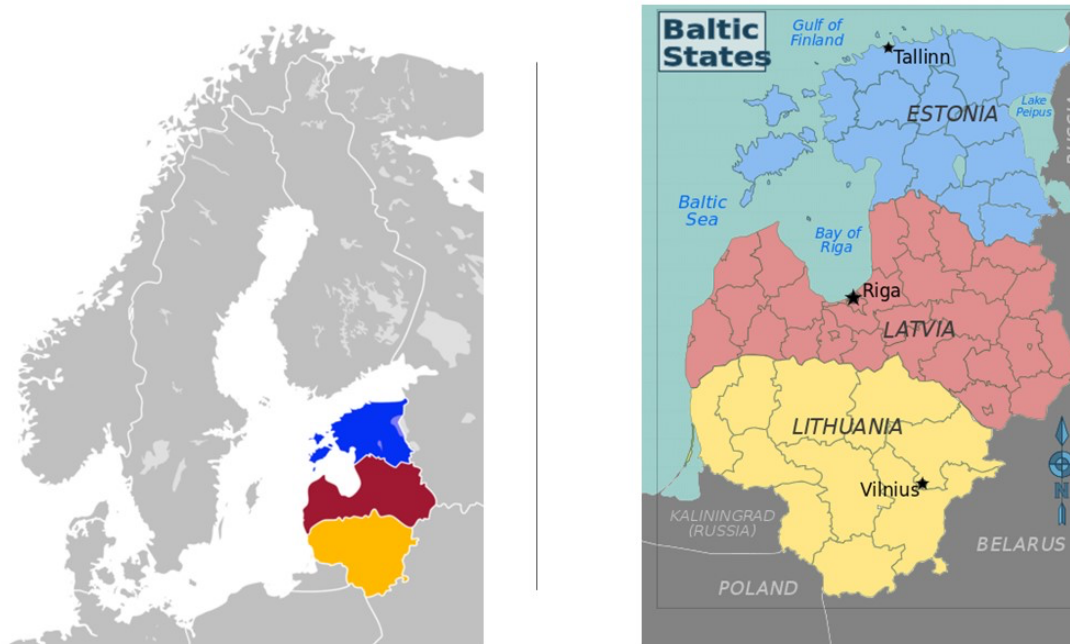 Baltic
States
Gulf of
Finland
Tallinn
ESTONIA
Lake
Peipus
RUSSIA
Baltic
Sea
Bay of
Riga
Riga
LATVIA
LITHUANIA
Vilnius
KALININGRAD
(RUSSIA)
N
BELARUS
POLAND